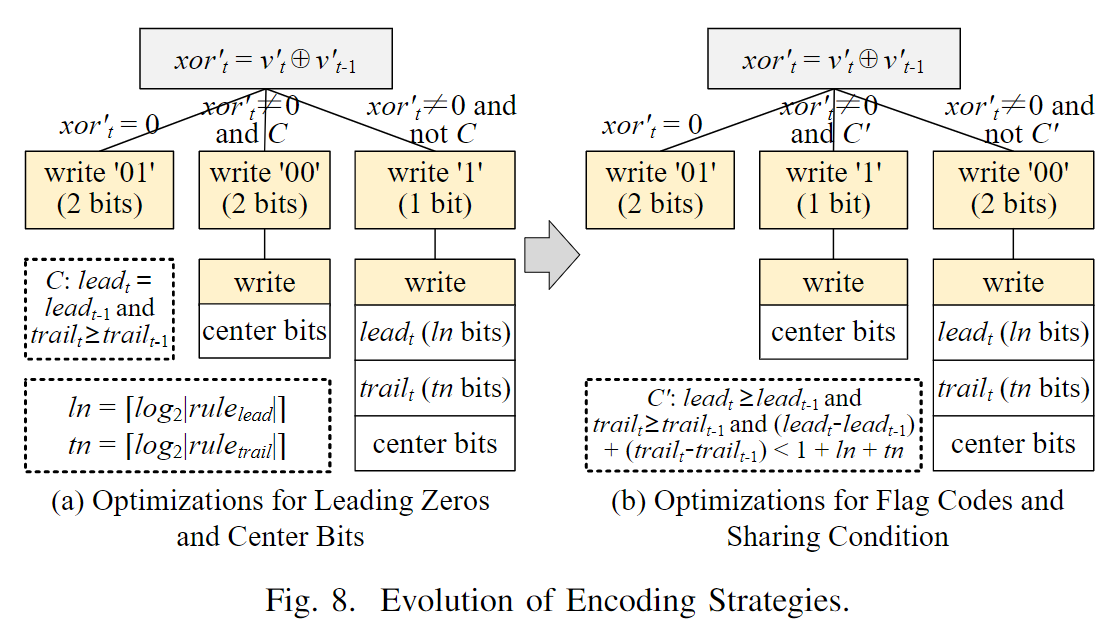 xor't = v't ⊕ v't-1
xor't = 0
xor't ≠ 0
and C
xor't ≠ 0 and
not C
write '01'
(2 bits)
write '00'
(2 bits)
write '1'
(1 bit)
C: leadt =
leadt-1 and
trailt ≥ trailt-1
write
center bits
write
leadt (ln bits)
trailt (tn bits)
center bits
ln = ⌈log2|rulelead|⌉
tn = ⌈log2|ruletrail|⌉
(a) Optimizations for Leading Zeros
and Center Bits
xor't = v't ⊕ v't-1
xor't = 0
xor't ≠ 0
and C'
xor't ≠ 0 and
not C'
write '01'
(2 bits)
write '1'
(1 bit)
write '00'
(2 bits)
write
center bits
write
leadt (ln bits)
trailt (tn bits)
center bits
C': leadt ≥ leadt-1 and
trailt ≥ trailt-1 and (leadt-leadt-1)
+ (trailt-trailt-1) < 1 + ln + tn
(b) Optimizations for Flag Codes and
Sharing Condition
Fig. 8. Evolution of Encoding Strategies.